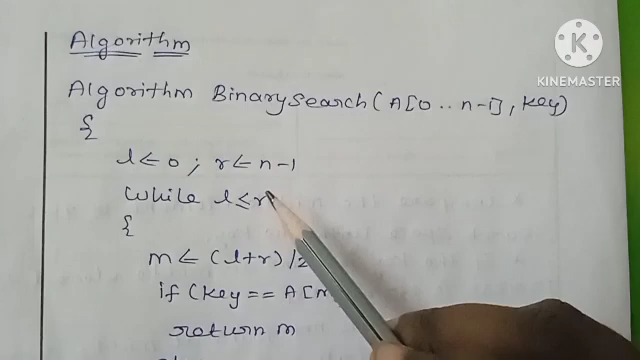 Algorithm
Algorithm BinarySearch(A[0..n-1], key)
{
l ← 0; r ← n-1
While l ≤ r
{
m ← (l+r)/2
if (key == A[m
return m
K
KINEMASTER